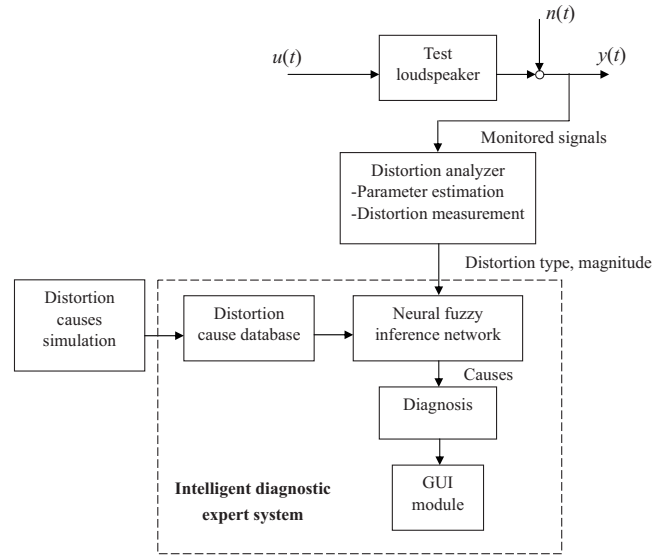 n(t)
u(t)
Test
loudspeaker
y(t)
Monitored signals
Distortion analyzer
-Parameter estimation
-Distortion measurement
Distortion type, magnitude
Distortion
causes
simulation
Distortion
cause database
Neural fuzzy
inference network
Causes
Diagnosis
Intelligent diagnostic
expert system
GUI
module